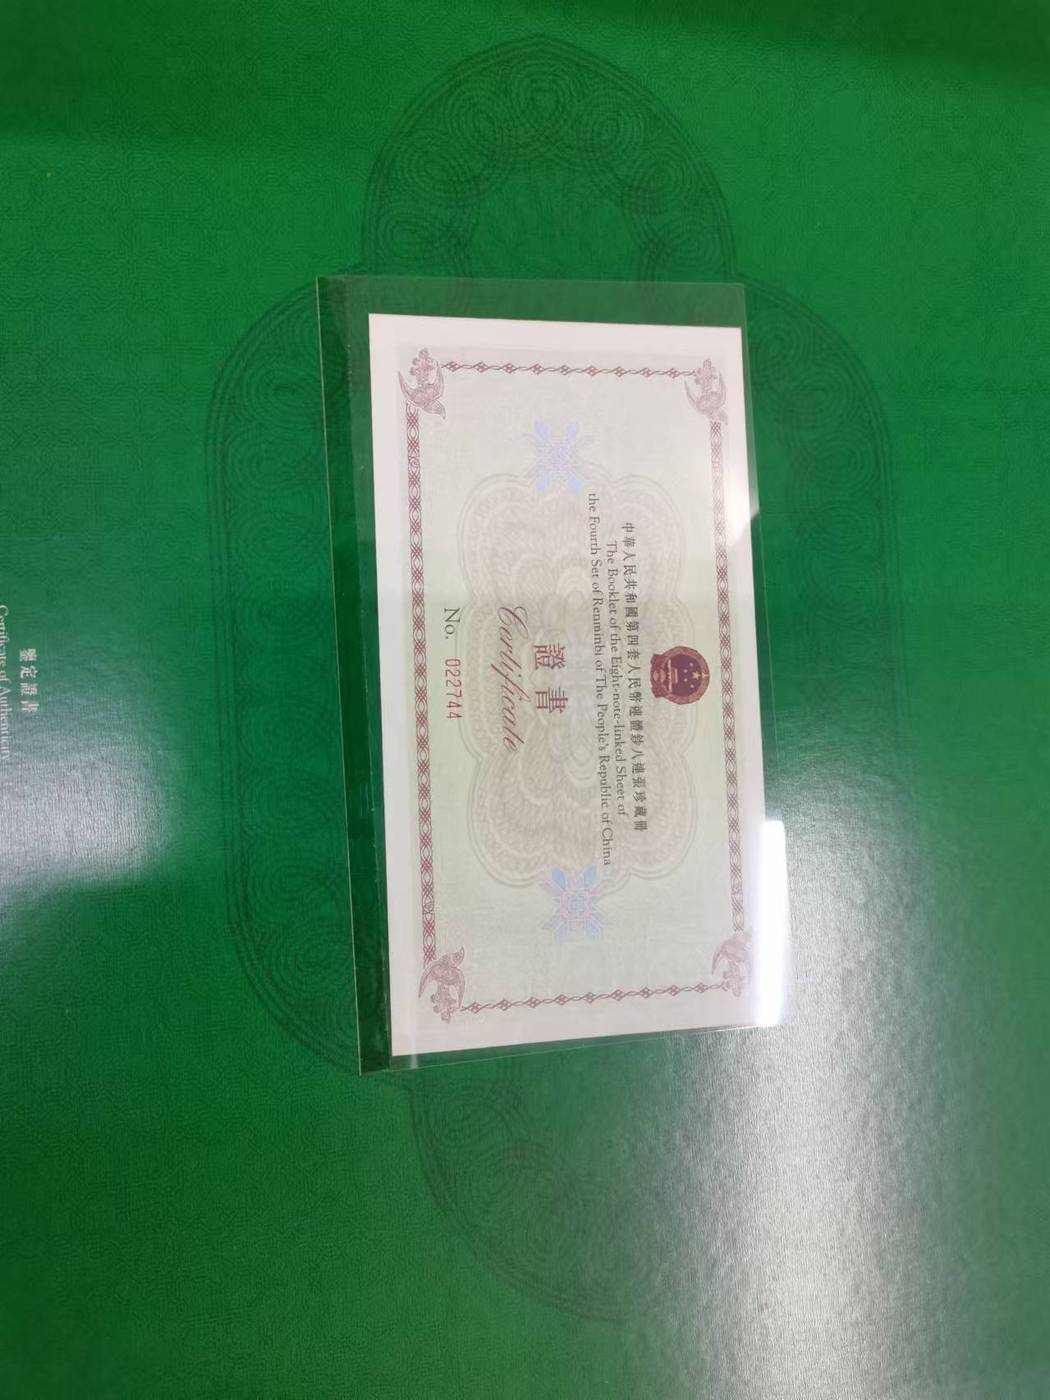 中華人民共和國第四套人民幣連體鈔八連張珍藏冊
The Booklet of the Eight-note-linked Sheet of
the Fourth Set of Renminbi of The People's Republic of China
證書
Certificate
No. 022744
鑒定證書
Certificate of Authenticity